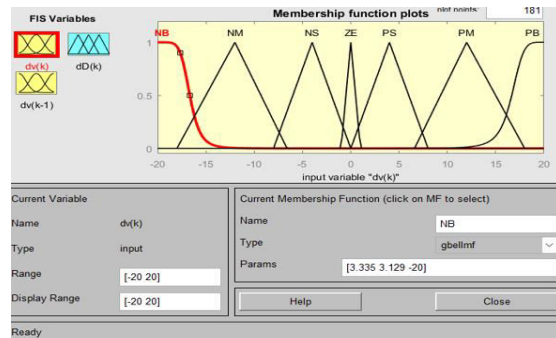 FIS Variables
Membership function plots
plot points:
181
dv(k)
dD(k)
dv(k-1)
NB
NM
NS
ZE
PS
PM
PB
1
0.5
0
-20
-15
-10
-5
0
5
10
15
20
input variable "dv(k)"
Current Variable
Name
dv(k)
Type
input
Range
[-20 20]
Display Range
[-20 20]
Current Membership Function (click on MF to select)
Name
NB
Type
gbellmf
Params
[3.335 3.129 -20]
Help
Close
Ready